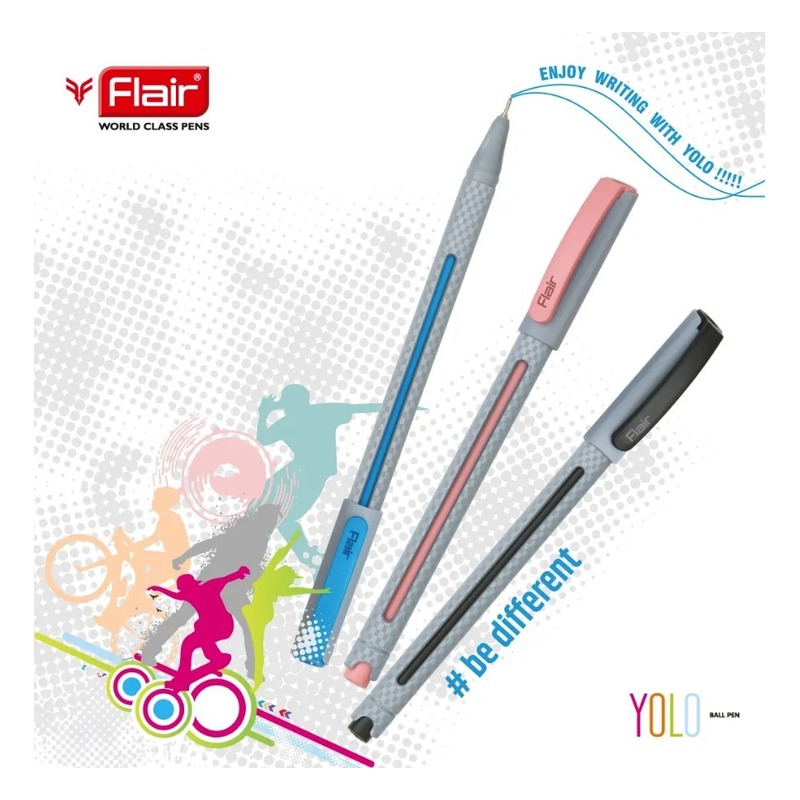 Flair®
WORLD CLASS PENS
ENJOY WRITING WITH YOLO !!!!!
Flair
Flair
Flair
# be different
YOLO BALL PEN